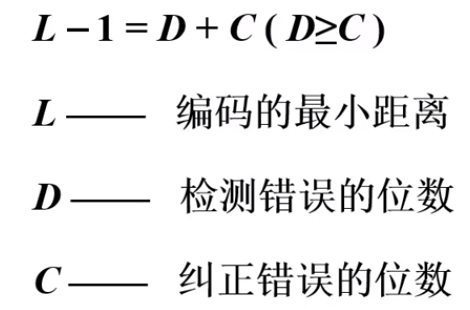 L－1 = D + C ( D≥C )
L —— 编码的最小距离
D —— 检测错误的位数
C —— 纠正错误的位数